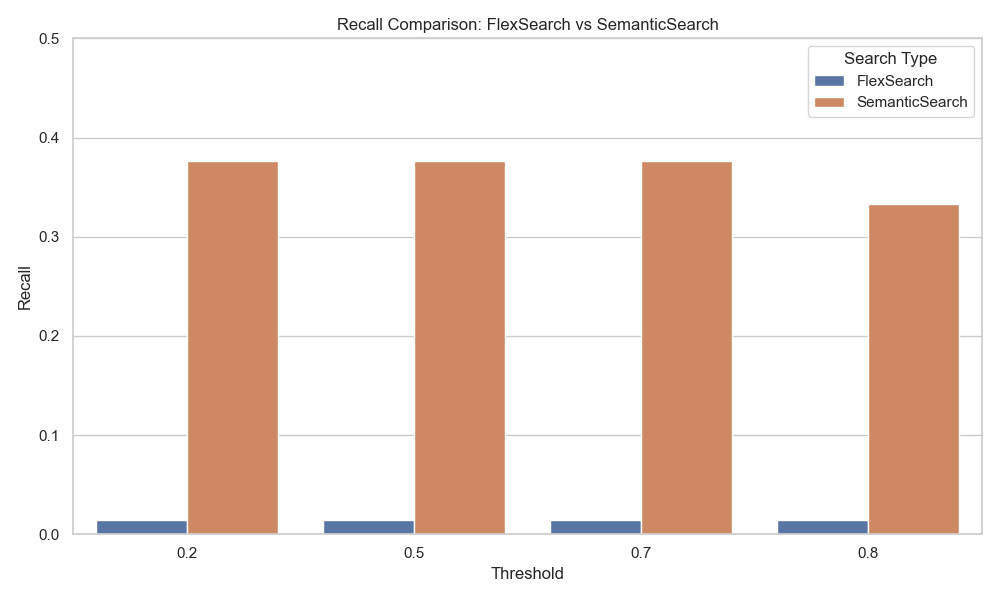 Recall Comparison: FlexSearch vs SemanticSearch
0.5
Search Type
FlexSearch
SemanticSearch
0.4
0.3
Recall
0.2
0.1
0.0
0.2 0.5 0.7 0.8
Threshold